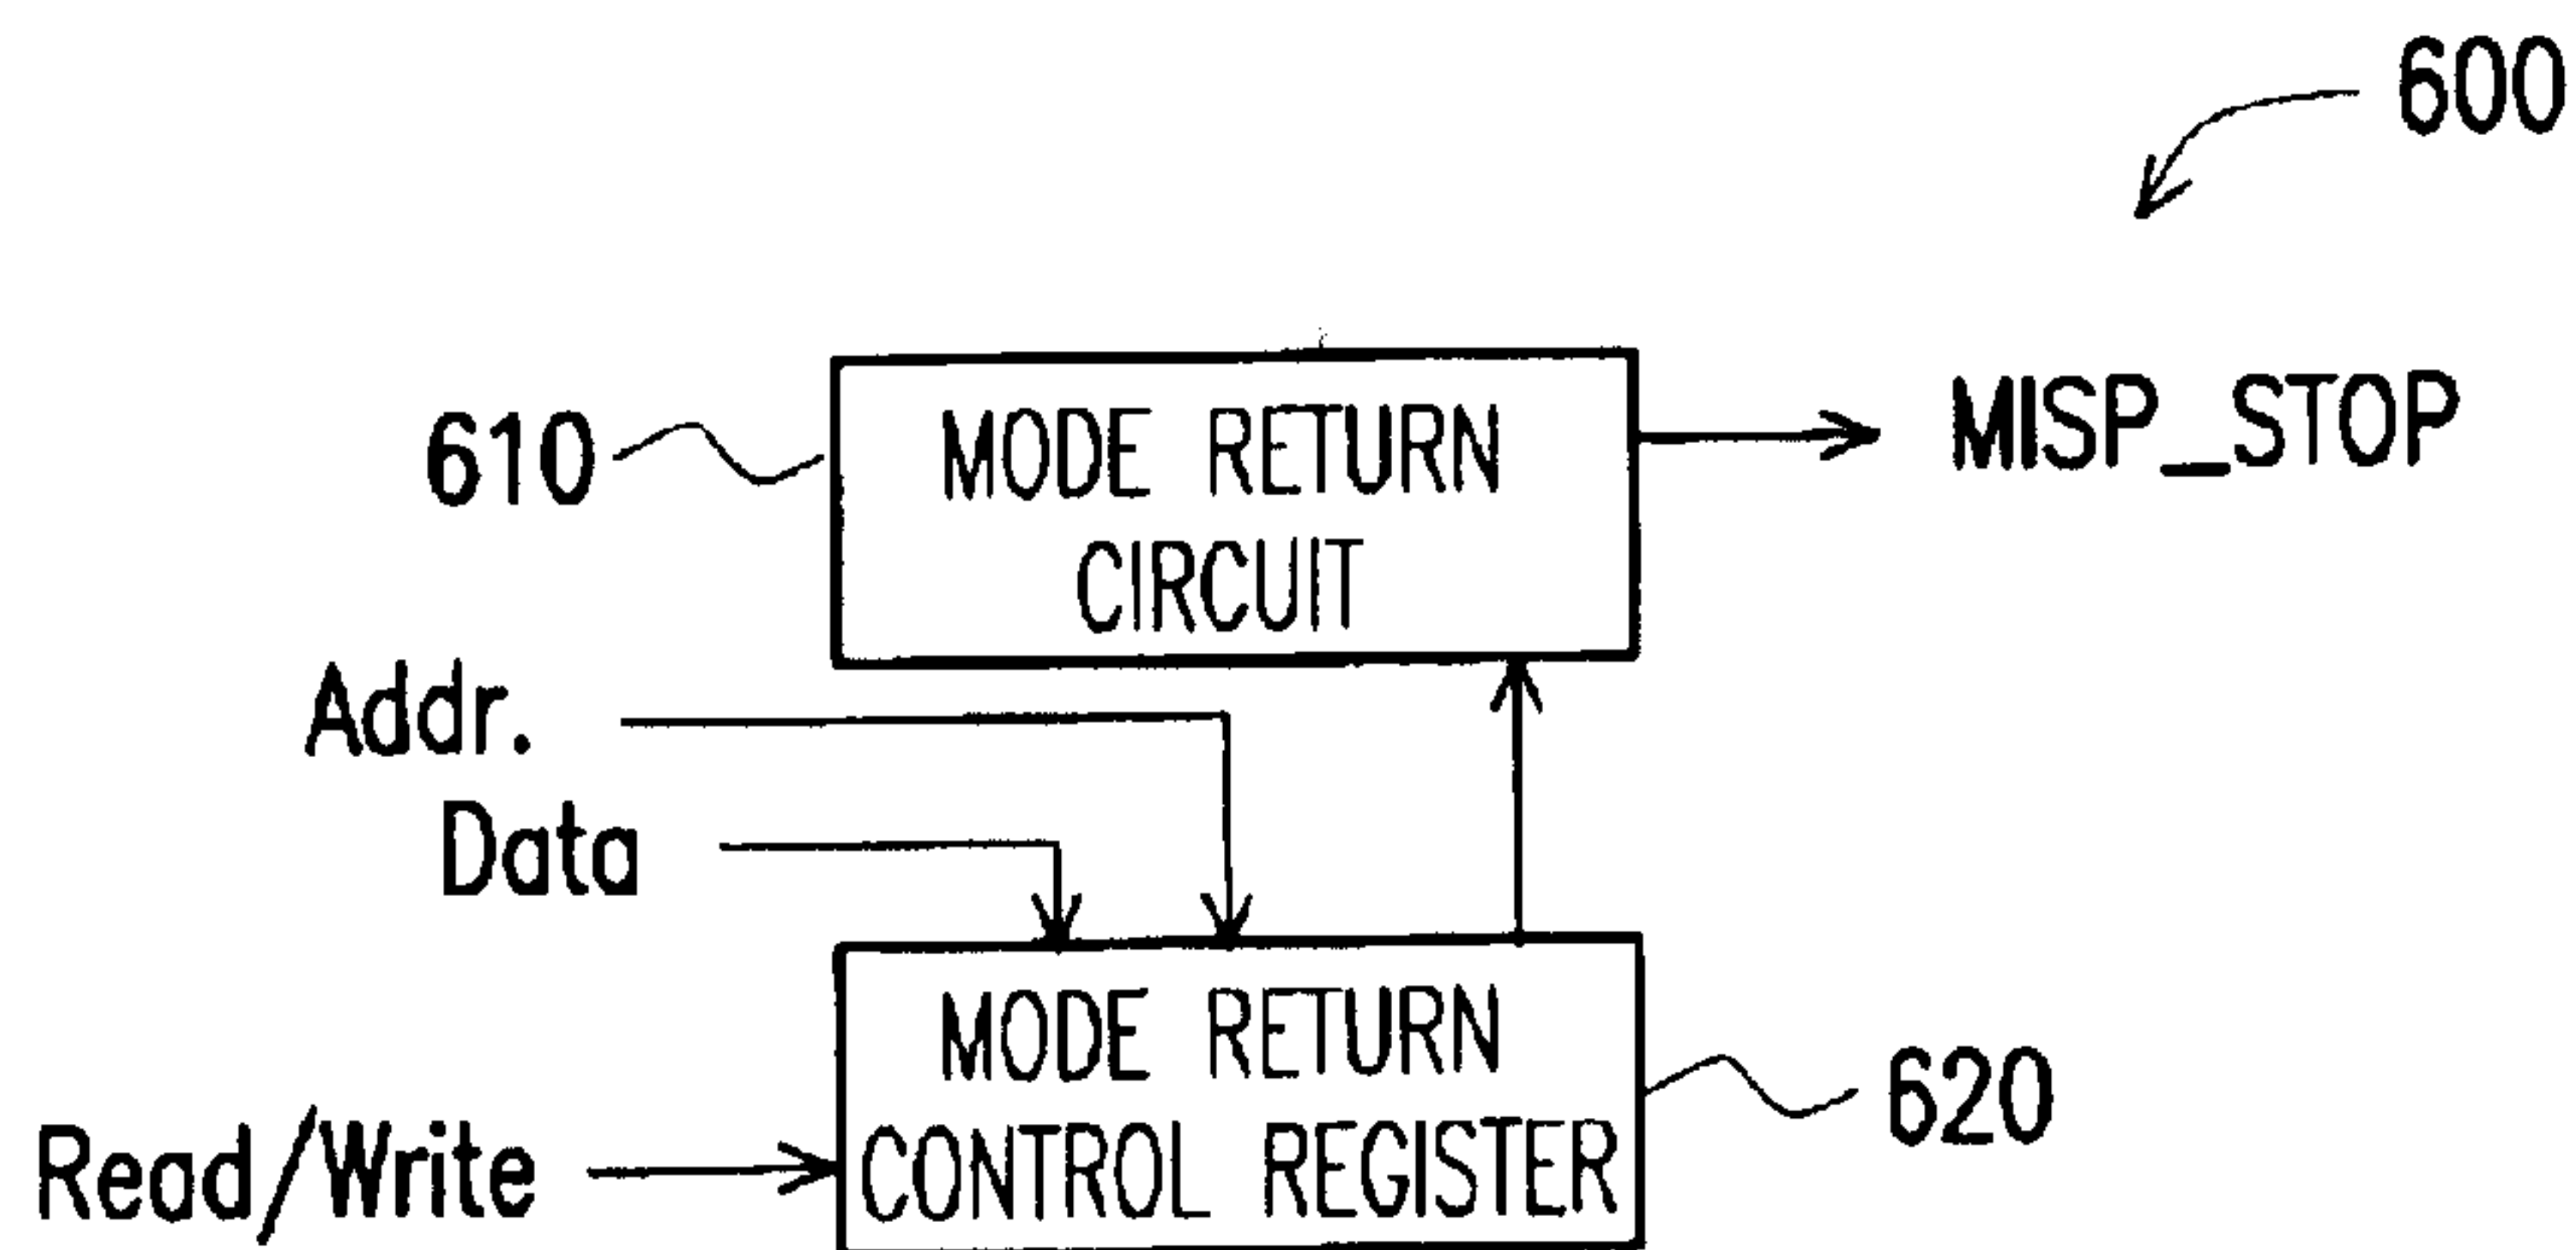 600
610
MODE RETURN
CIRCUIT
MISP_STOP
Addr.
Data
MODE RETURN
CONTROL REGISTER
620
Read/Write